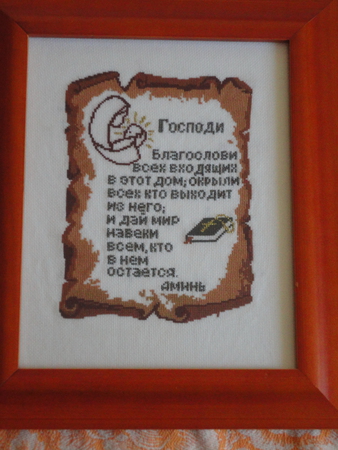 Господи
Благослови
всех входящих
в этот дом; окрыли
всех кто выходит
из него;
и дай мир
навеки
всем, кто
в нем
остается.
Аминь